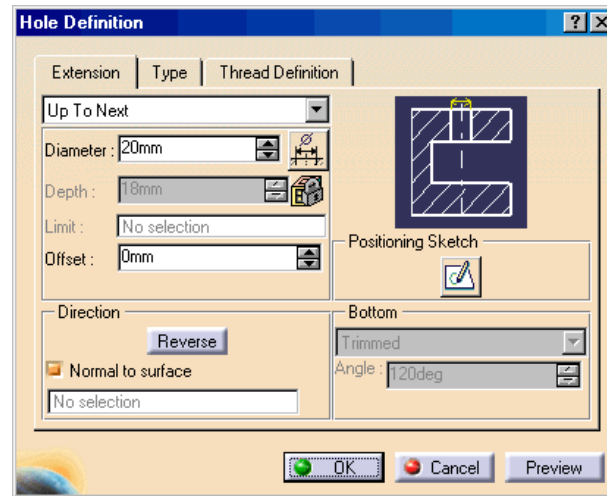 Hole Definition
Extension Type Thread Definition
Up To Next
Diameter : 20mm
Depth : 18mm
Limit : No selection
Offset : 0mm
Positioning Sketch
Direction
Reverse
Normal to surface
No selection
Bottom
Trimmed
Angle : 120deg
OK Cancel Preview